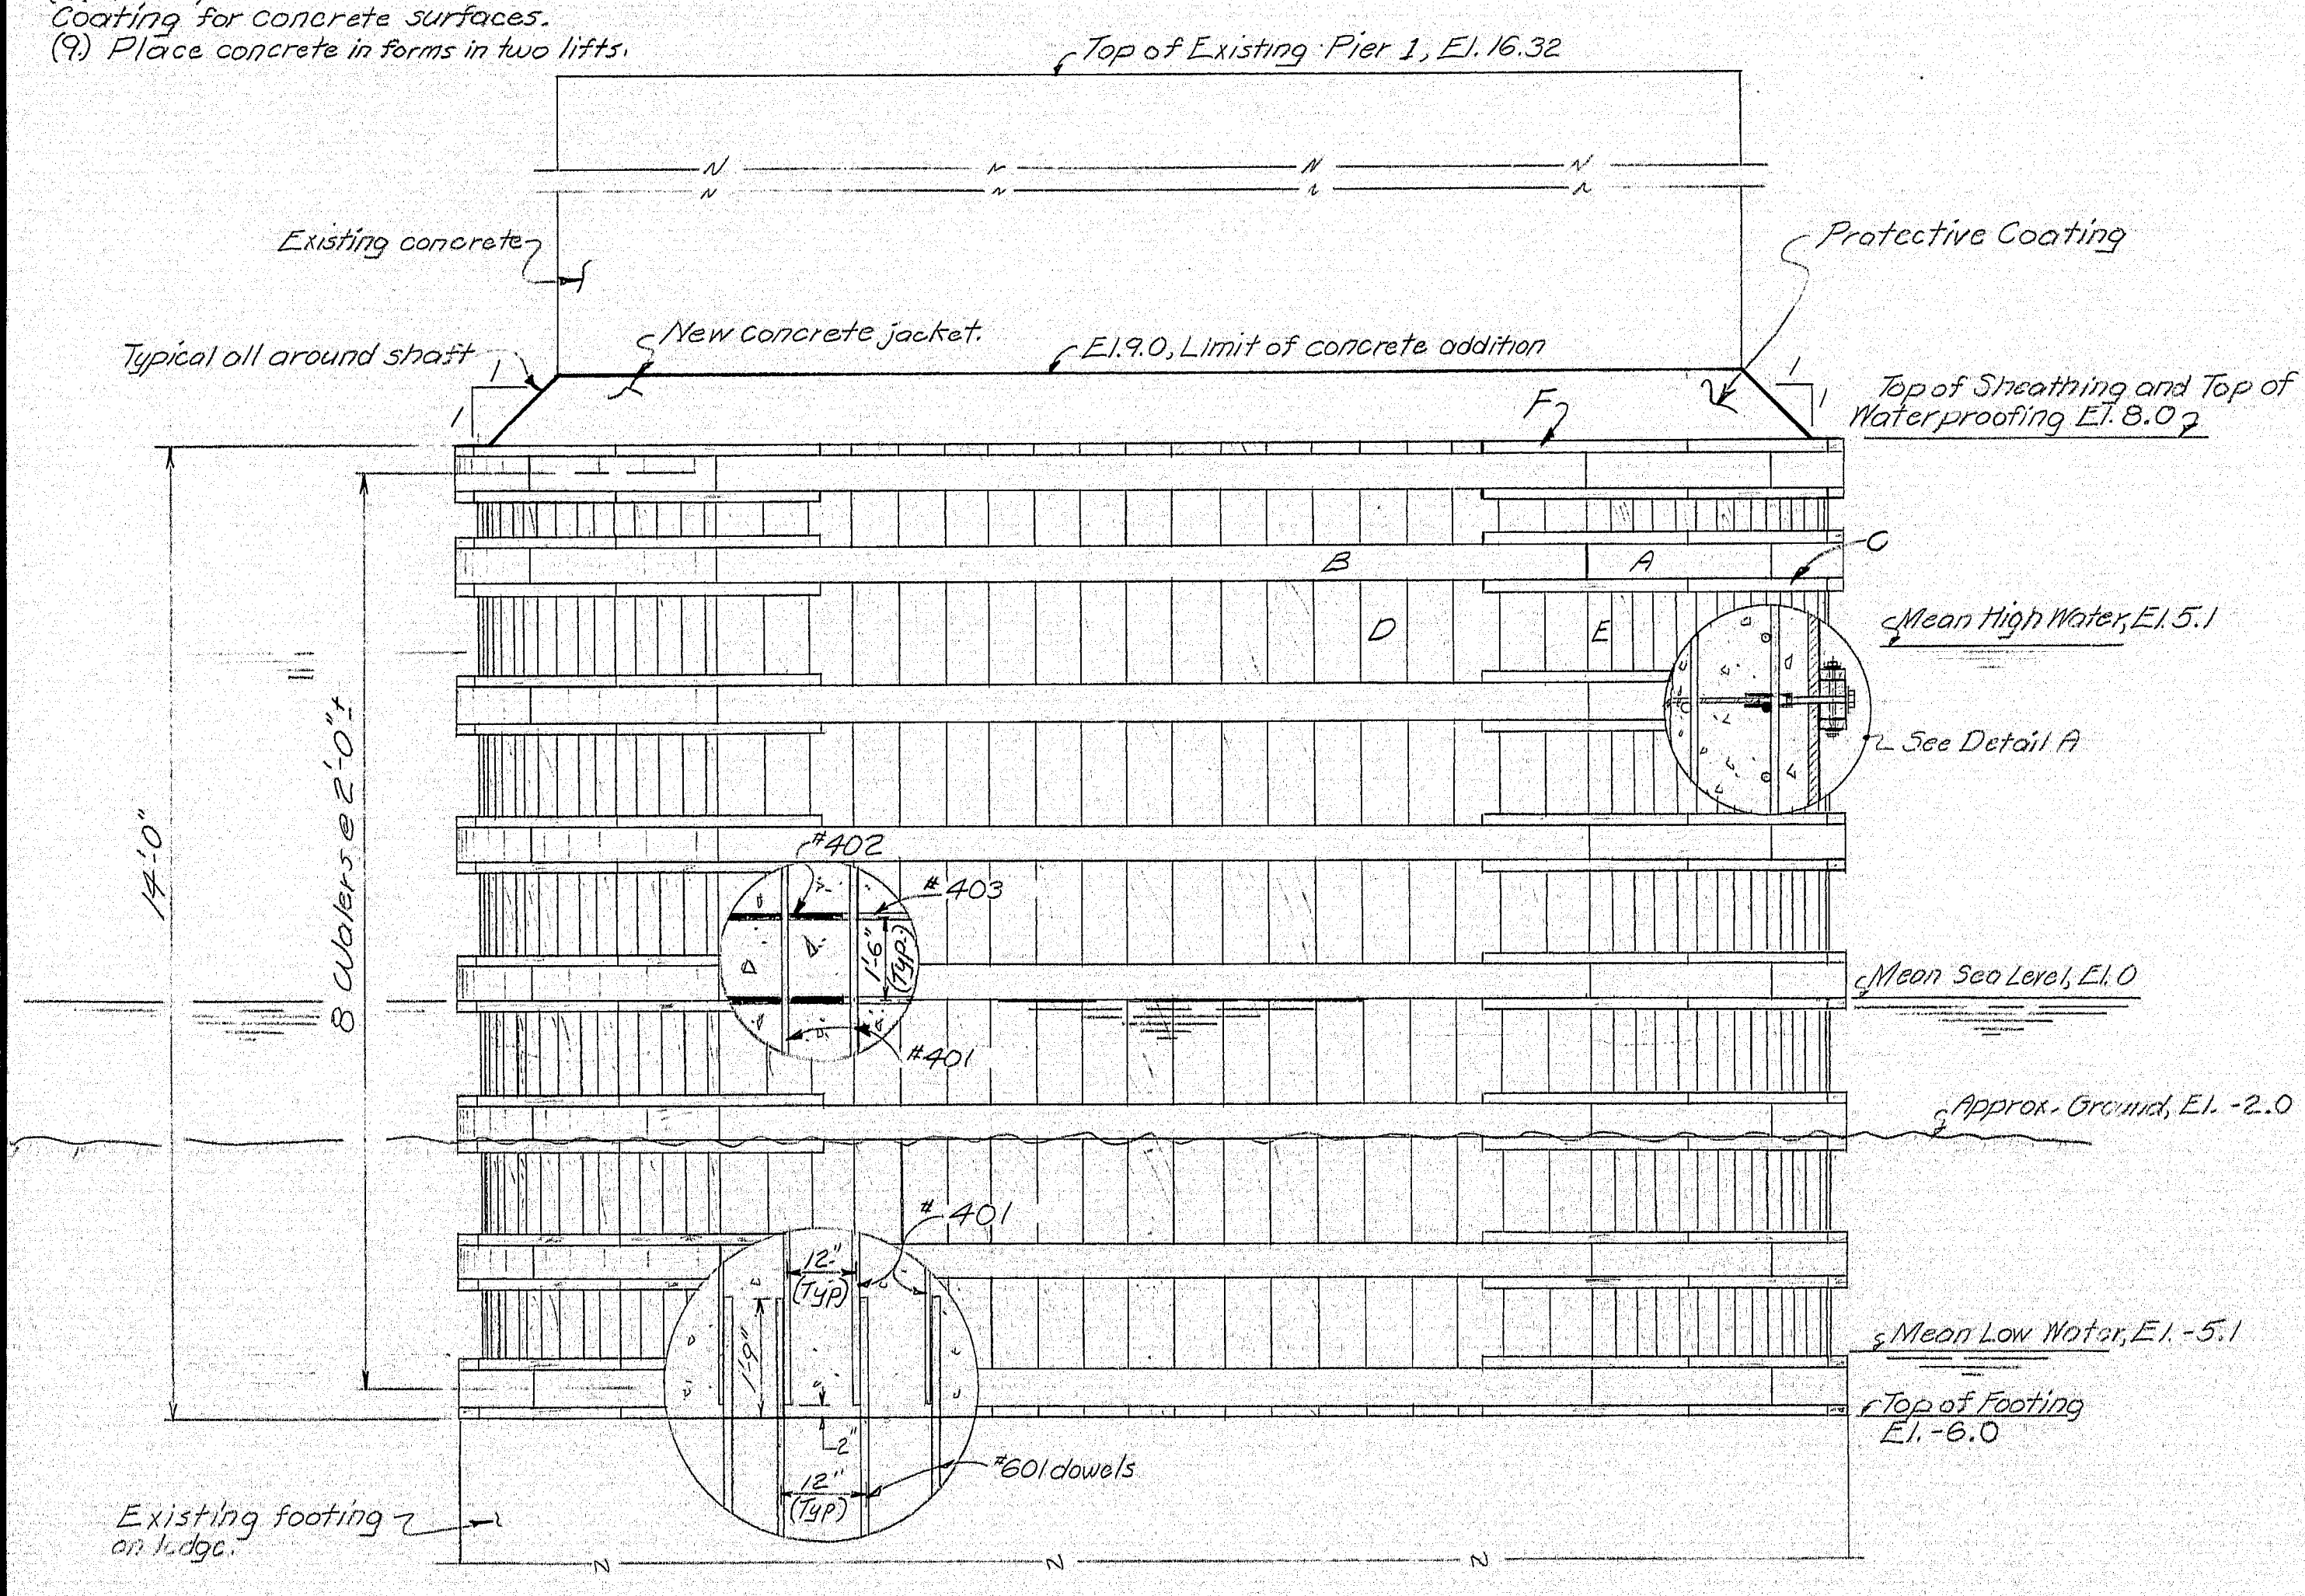 Coating for concrete surfaces.
(9.) Place concrete in forms in two lifts.
Top of Existing Pier 1, El. 16.32
Existing concrete
Protective Coating
New concrete jacket.
Typical all around shaft
El. 9.0, Limit of concrete addition
1
1
1
1
Top of Sheathing and Top of
Waterproofing El. 8.0
F
C
B
A
D
E
Mean High Water, El. 5.1
See Detail A
14'-0"
8 Walers @ 2'-0" ±
#402
#403
1'-6"
(Typ.)
#401
Mean Sea Level, El. 0
Approx. Ground, El. -2.0
#401
12"
(Typ)
1'-9"
2"
12"
(Typ)
#601 dowels
Mean Low Water, El. -5.1
Top of Footing
El. -6.0
Existing footing
on ledge.